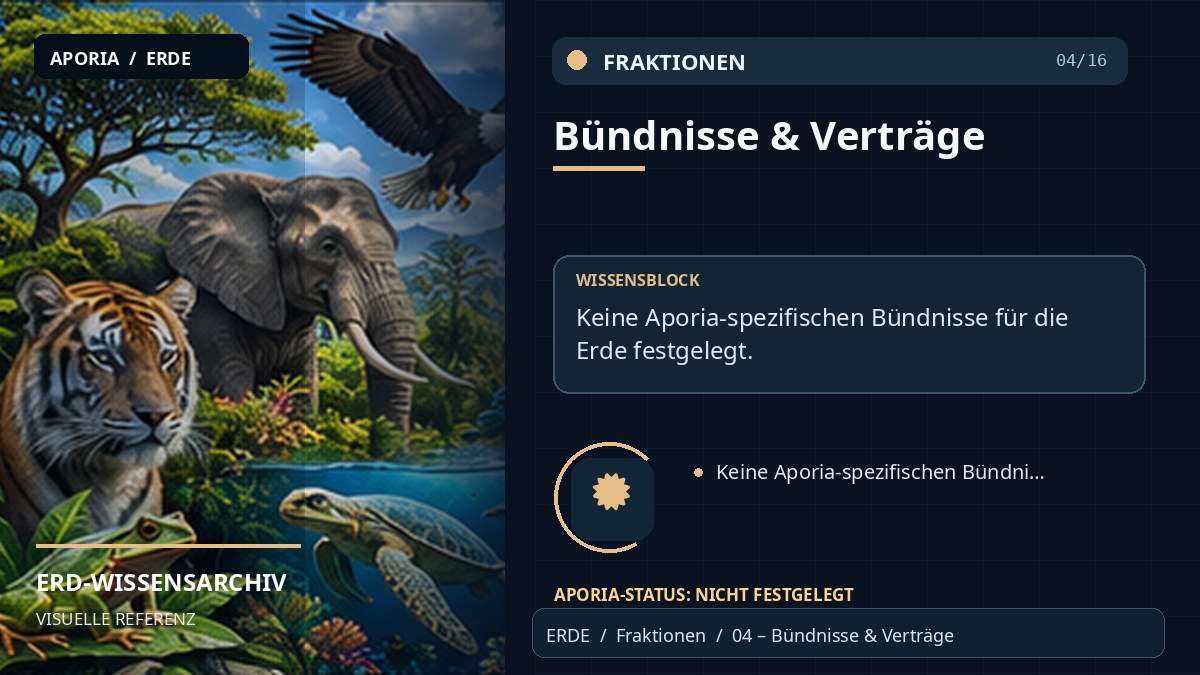 APORIA / ERDE
ERD-WISSENSARCHIV
VISUELLE REFERENZ
FRAKTIONEN
04/16
Bündnisse & Verträge
WISSENSBLOCK
Keine Aporia-spezifischen Bündnisse für die
Erde festgelegt.
Keine Aporia-spezifischen Bündni...
APORIA-STATUS: NICHT FESTGELEGT
ERDE / Fraktionen / 04 – Bündnisse & Verträge